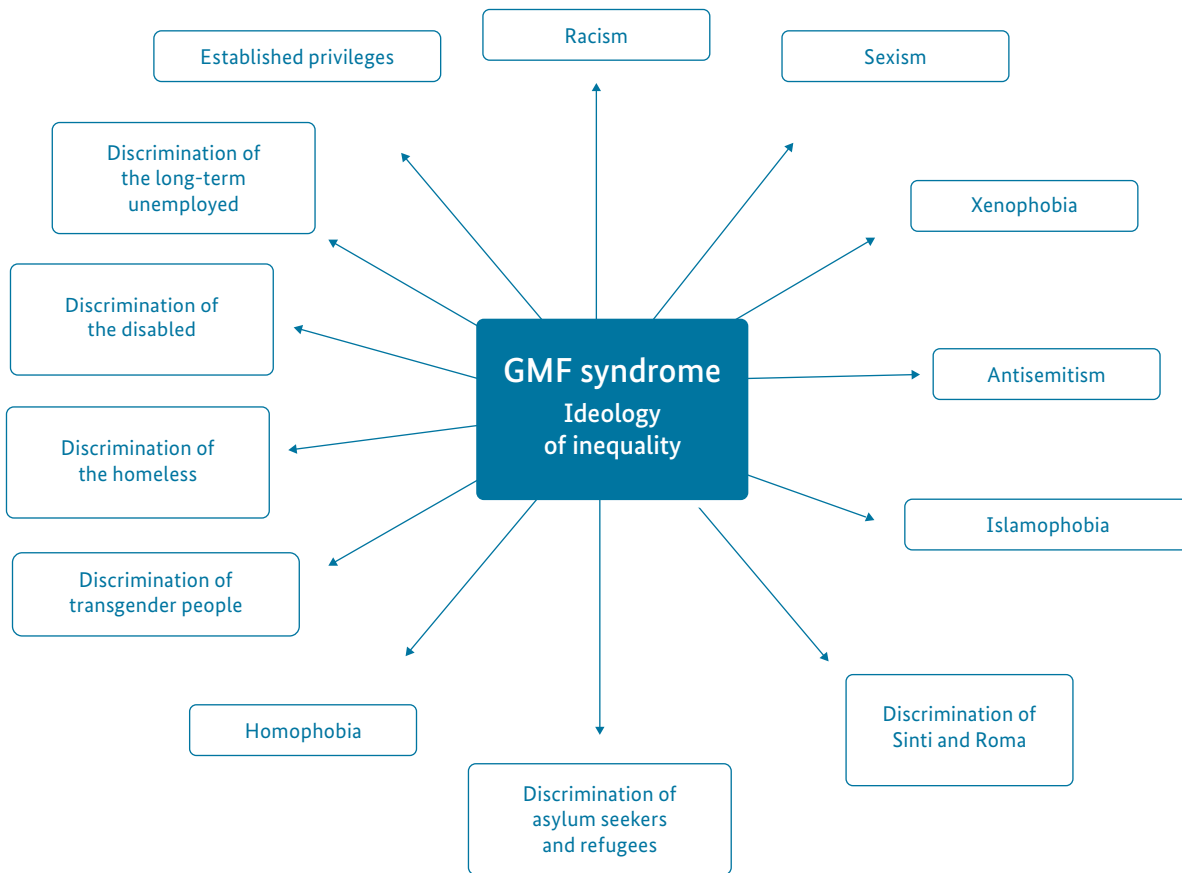 Racism
Established privileges
Sexism
Discrimination of
the long-term
unemployed
Xenophobia
Discrimination of
the disabled
GMF syndrome
Ideology
of inequality
Antisemitism
Discrimination of
the homeless
Islamophobia
Discrimination of
transgender people
Homophobia
Discrimination of
Sinti and Roma
Discrimination of
asylum seekers
and refugees